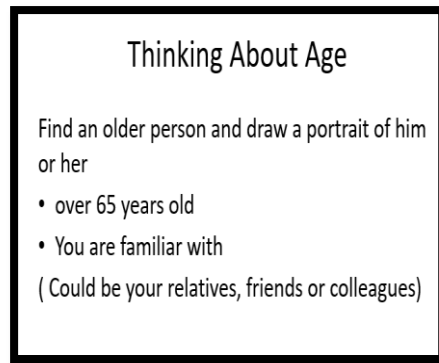 Thinking About Age
Find an older person and draw a portrait of him
or her
• over 65 years old
• You are familiar with
( Could be your relatives, friends or colleagues)